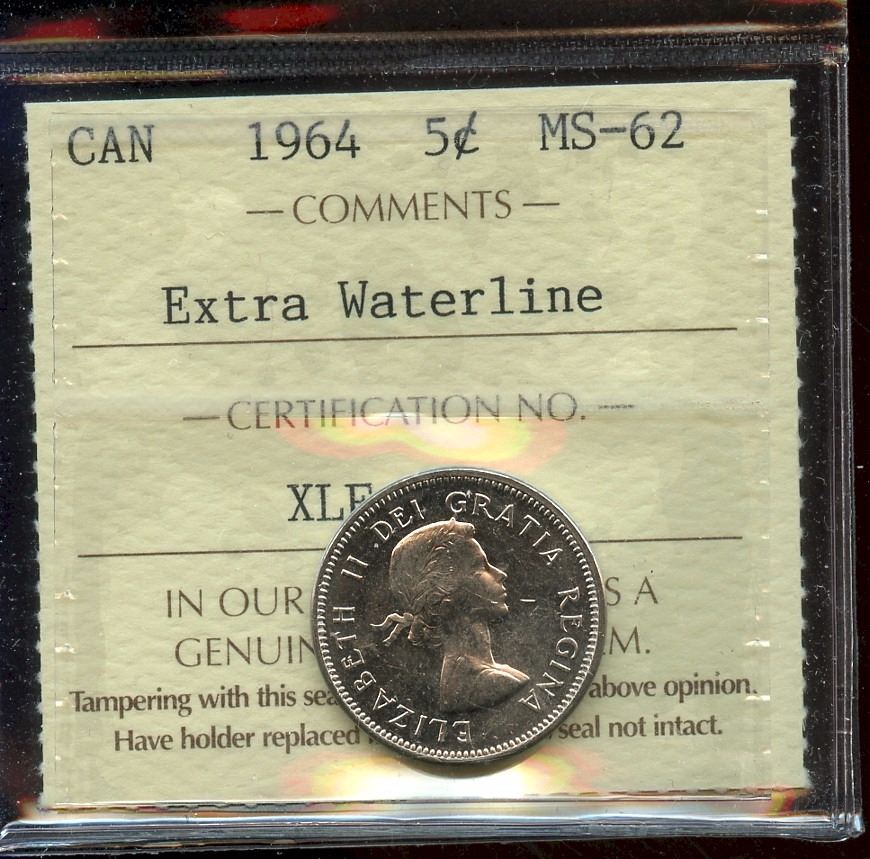 CAN 1964 5¢ MS-62
— COMMENTS —
Extra Waterline
— CERTIFICATION NO. —
XL
IN OUR S A
GENUIN M.
Tampering with this sea above opinion.
Have holder replaced seal not intact.
ELIZABETH II DEI GRATIA REGINA